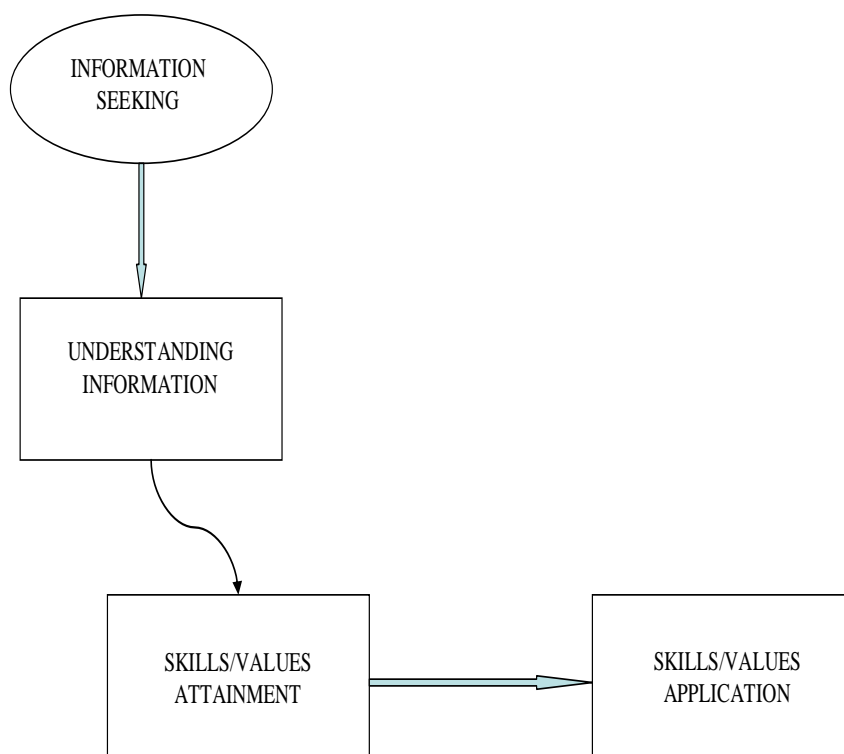 INFORMATION
SEEKING
UNDERSTANDING
INFORMATION
SKILLS/VALUES
ATTAINMENT
SKILLS/VALUES
APPLICATION